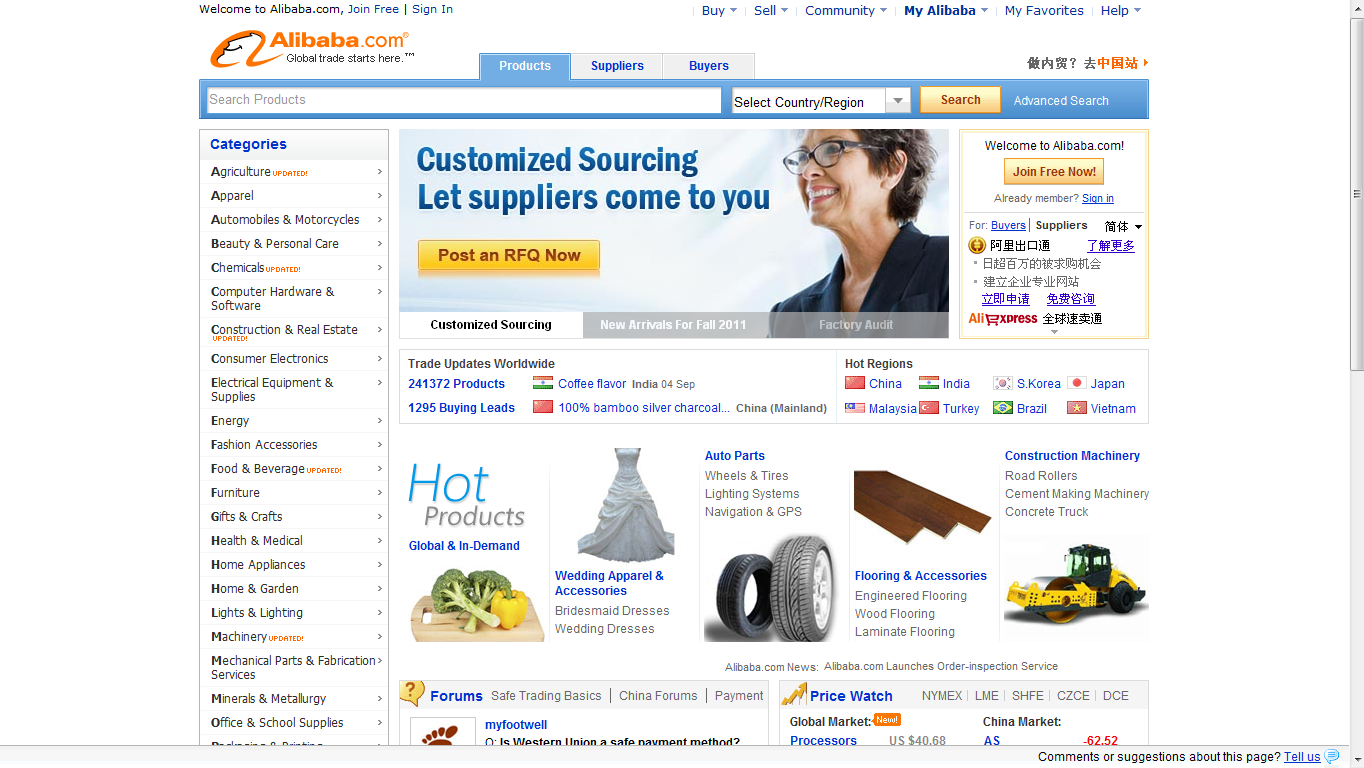 Welcome to Alibaba.com, Join Free | Sign In
Buy Sell Community My Alibaba My Favorites Help
Alibaba.com®
Global trade starts here.™
Products Suppliers Buyers
做内贸？去中国站
Search Products Select Country/Region Search Advanced Search
Categories
Agriculture UPDATED!
Apparel
Automobiles & Motorcycles
Beauty & Personal Care
Chemicals UPDATED!
Computer Hardware &
Software
Construction & Real Estate
UPDATED!
Consumer Electronics
Electrical Equipment &
Supplies
Energy
Fashion Accessories
Food & Beverage UPDATED!
Furniture
Gifts & Crafts
Health & Medical
Home Appliances
Home & Garden
Lights & Lighting
Machinery UPDATED!
Mechanical Parts & Fabrication
Services
Minerals & Metallurgy
Office & School Supplies
Packaging & Printing
Customized Sourcing
Let suppliers come to you
Post an RFQ Now
Customized Sourcing New Arrivals For Fall 2011 Factory Audit
Welcome to Alibaba.com!
Join Free Now!
Already member? Sign in
For: Buyers | Suppliers 简体
阿里出口通 了解更多
日超百万的被求购机会
建立企业专业网站
立即申请 免费咨询
AliExpress 全球速卖通
Trade Updates Worldwide
241372 Products Coffee flavor India 04 Sep
1295 Buying Leads 100% bamboo silver charcoal... China (Mainland)
Hot Regions
China India S.Korea Japan
Malaysia Turkey Brazil Vietnam
Hot
Products
Global & In-Demand
Wedding Apparel &
Accessories
Bridesmaid Dresses
Wedding Dresses
Auto Parts
Wheels & Tires
Lighting Systems
Navigation & GPS
Flooring & Accessories
Engineered Flooring
Wood Flooring
Laminate Flooring
Construction Machinery
Road Rollers
Cement Making Machinery
Concrete Truck
Alibaba.com News: Alibaba.com Launches Order-inspection Service
Forums Safe Trading Basics | China Forums | Payment
myfootwell
Q: Is Western Union a safe payment method?
Price Watch NYMEX | LME | SHFE | CZCE | DCE
Global Market: New! China Market:
Processors US $40.68 AS -62.52
Comments or suggestions about this page? Tell us